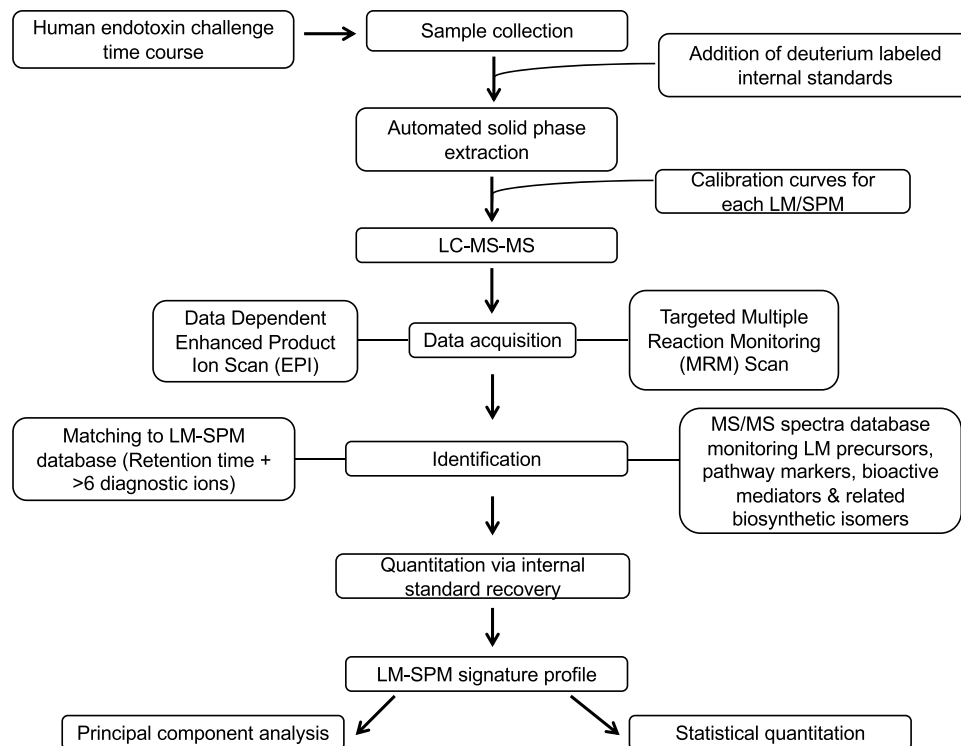 Human endotoxin challenge
time course
Sample collection
Addition of deuterium labeled
internal standards
Automated solid phase
extraction
Calibration curves for
each LM/SPM
LC-MS-MS
Data Dependent
Enhanced Product
Ion Scan (EPI)
Data acquisition
Targeted Multiple
Reaction Monitoring
(MRM) Scan
Matching to LM-SPM
database (Retention time +
>6 diagnostic ions)
Identification
MS/MS spectra database
monitoring LM precursors,
pathway markers, bioactive
mediators & related
biosynthetic isomers
Quantitation via internal
standard recovery
LM-SPM signature profile
Principal component analysis
Statistical quantitation